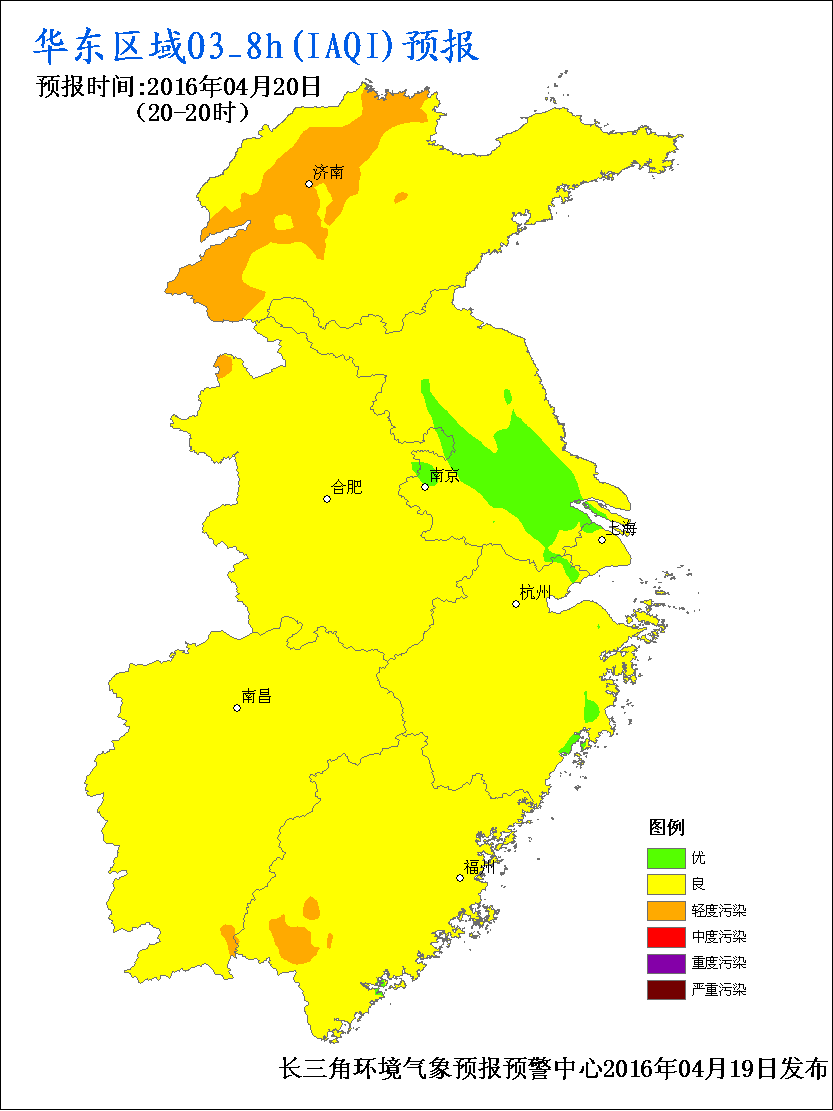 华东区域O3_8h(IAQI)预报
预报时间:2016年04月20日
(20-20时)
济南
南京
合肥
上海
杭州
南昌
福州
图例
优
良
轻度污染
中度污染
重度污染
严重污染
长三角环境气象预报预警中心2016年04月19日发布